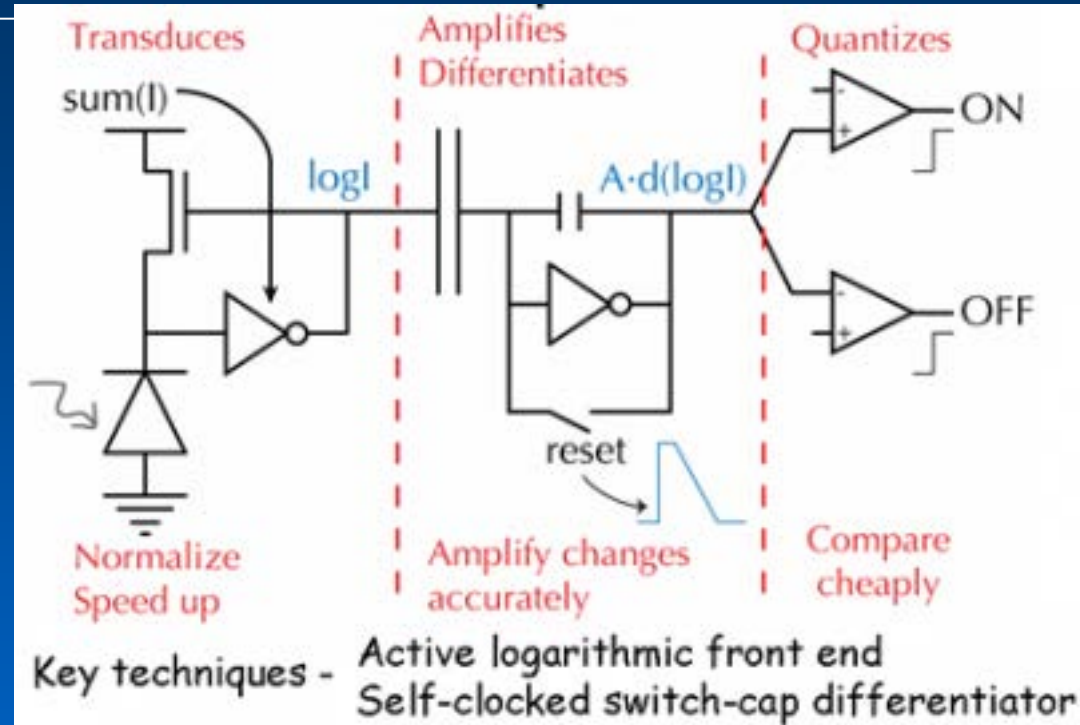 Transduces
Amplifies
Differentiates
Quantizes
sum(I)
logI
A·d(logI)
-
+
ON
-
+
OFF
reset
Normalize
Speed up
Amplify changes
accurately
Compare
cheaply
Key techniques - Active logarithmic front end
Self-clocked switch-cap differentiator